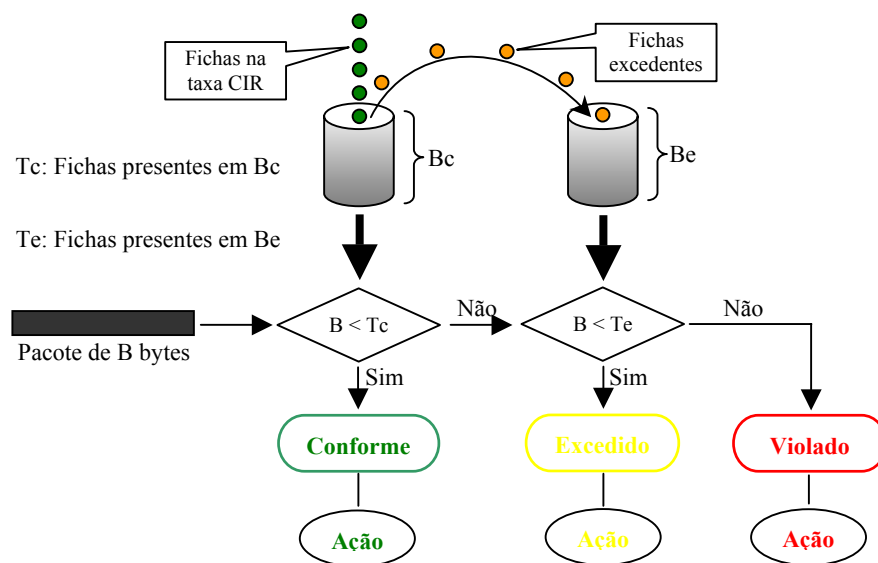 Fichas na
taxa CIR
Fichas
excedentes
Tc: Fichas presentes em Bc
Bc
Be
Te: Fichas presentes em Be
B < Tc
Não
B < Te
Não
Pacote de B bytes
Sim
Sim
Conforme
Excedido
Violado
Ação
Ação
Ação